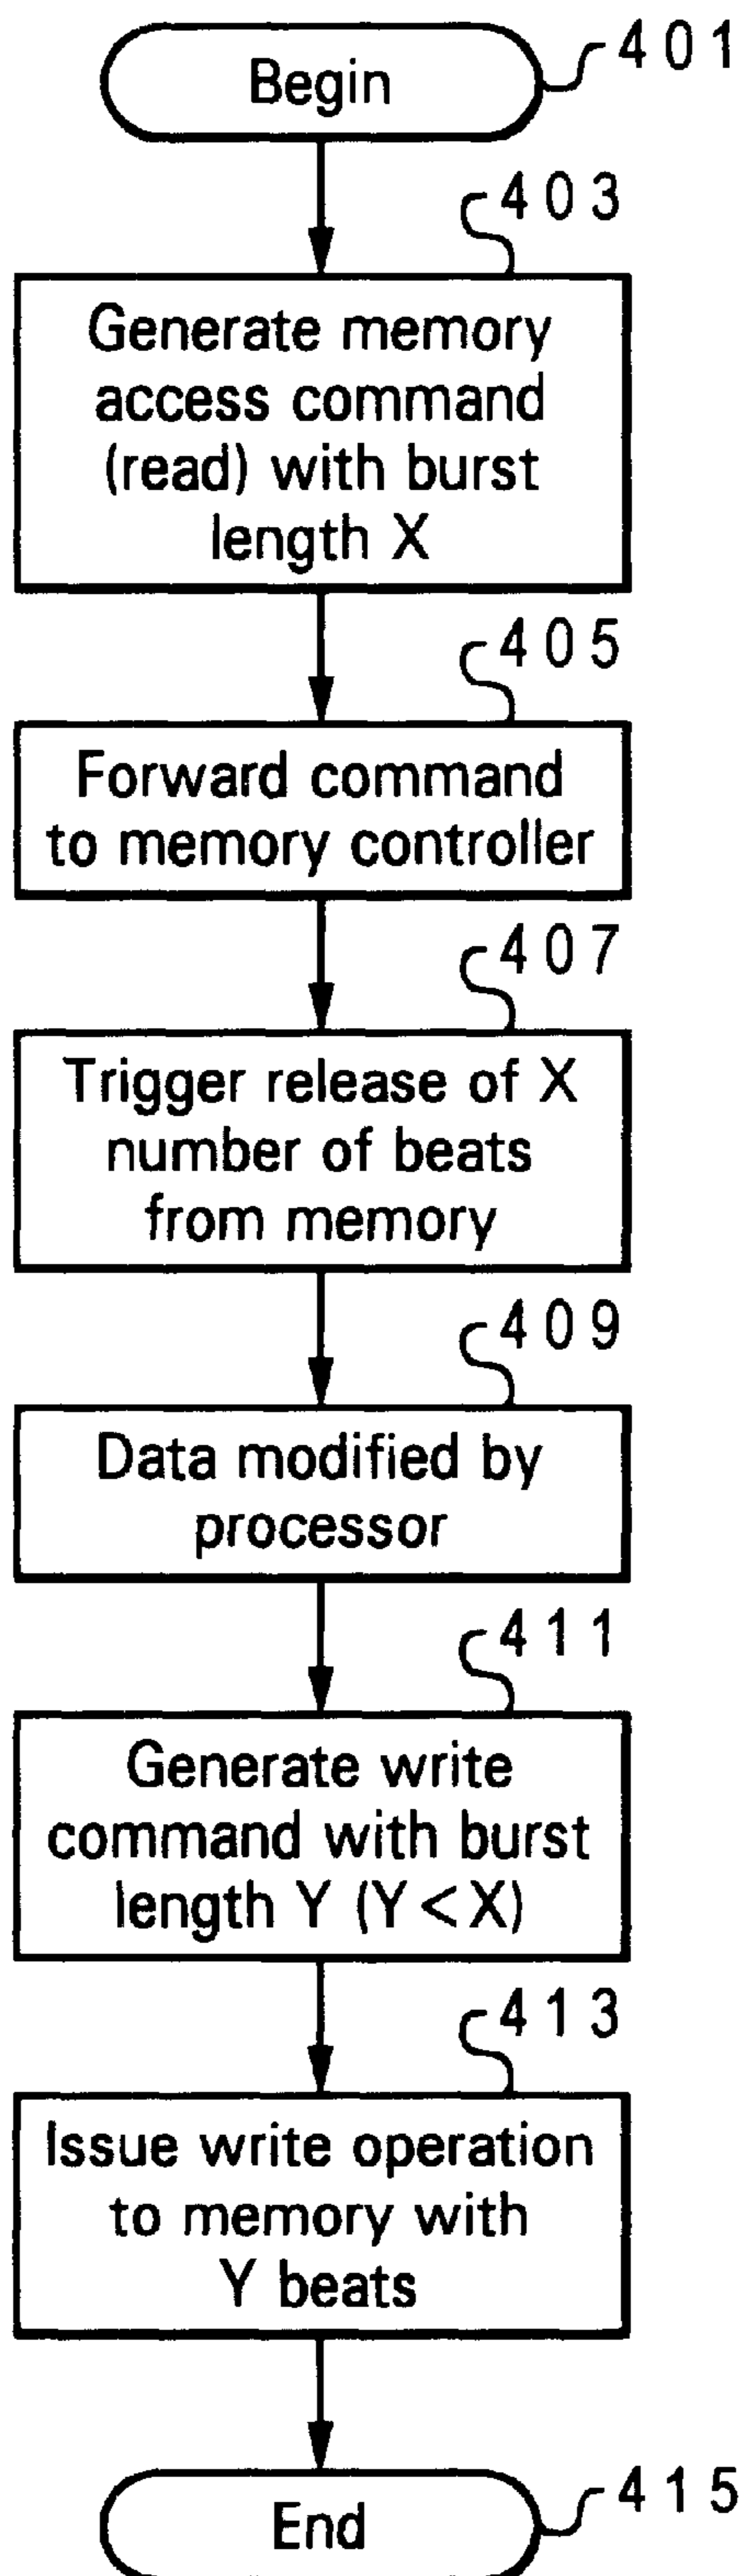 Begin
401
403
Generate memory
access command
(read) with burst
length X
405
Forward command
to memory controller
407
Trigger release of X
number of beats
from memory
409
Data modified by
processor
411
Generate write
command with burst
length Y (Y < X)
413
Issue write operation
to memory with
Y beats
End
415